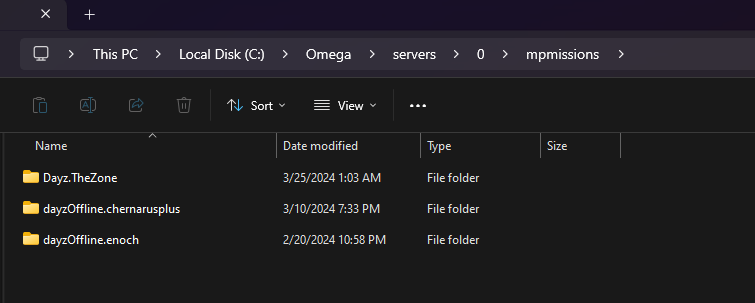 This PC > Local Disk (C:) > Omega > servers > 0 > mpmissions >
Sort View
Name Date modified Type Size
Dayz.TheZone 3/25/2024 1:03 AM File folder
dayzOffline.chernarusplus 3/10/2024 7:33 PM File folder
dayzOffline.enoch 2/20/2024 10:58 PM File folder